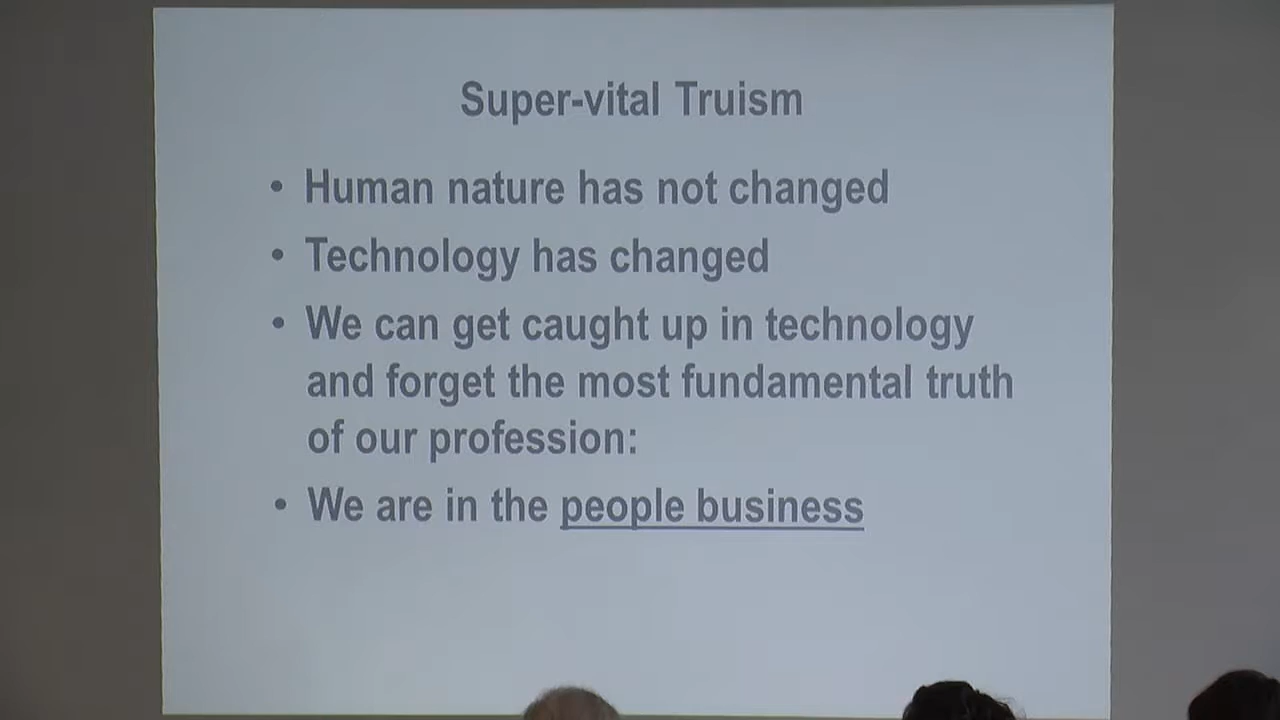 Super-vital Truism
• Human nature has not changed
• Technology has changed
• We can get caught up in technology
and forget the most fundamental truth
of our profession:
• We are in the people business